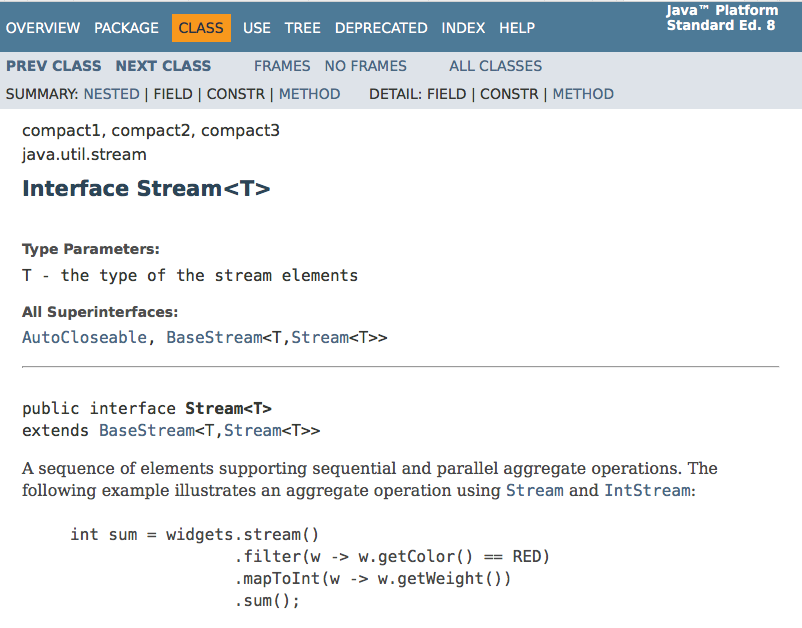 OVERVIEW PACKAGE CLASS USE TREE DEPRECATED INDEX HELP
Java™ Platform
Standard Ed. 8
PREV CLASS NEXT CLASS FRAMES NO FRAMES ALL CLASSES
SUMMARY: NESTED | FIELD | CONSTR | METHOD DETAIL: FIELD | CONSTR | METHOD
compact1, compact2, compact3
java.util.stream
Interface Stream<T>
Type Parameters:
T - the type of the stream elements
All Superinterfaces:
AutoCloseable, BaseStream<T,Stream<T>>
public interface Stream<T>
extends BaseStream<T,Stream<T>>
A sequence of elements supporting sequential and parallel aggregate operations. The
following example illustrates an aggregate operation using Stream and IntStream:
int sum = widgets.stream()
.filter(w -> w.getColor() == RED)
.mapToInt(w -> w.getWeight())
.sum();